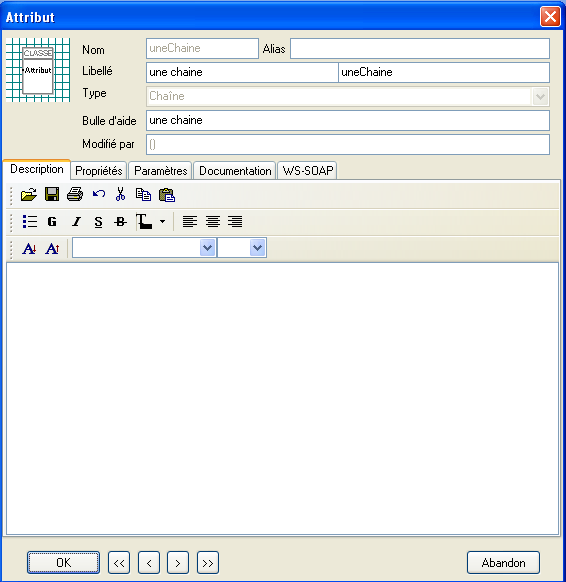 Attribut
CLASSE
Attribut
Nom uneChaine Alias
Libellé une chaine uneChaine
Type Chaîne
Bulle d'aide une chaine
Modifié par ()
Description Propriétés Paramètres Documentation WS-SOAP
G I S B T
A A
OK << < > >> Abandon